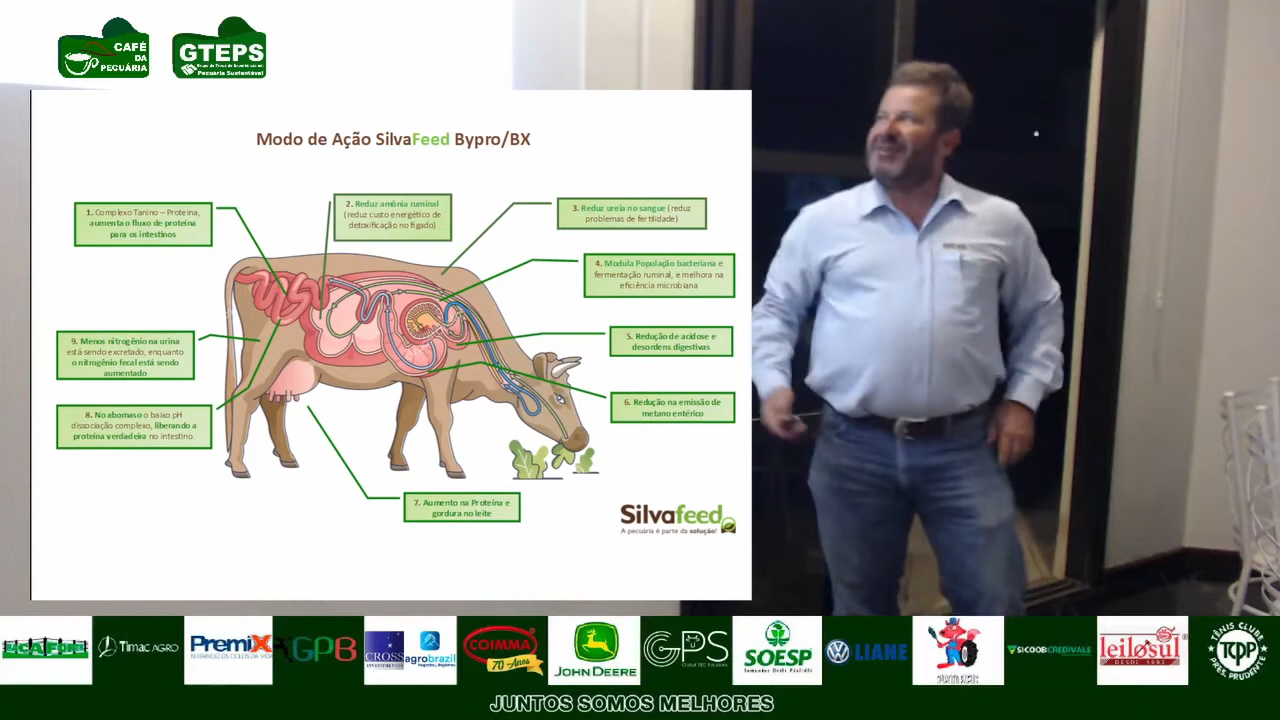 CAFÉ
DA
PECUÁRIA
GTEPS
Pecuária Sustentável
Modo de Ação SilvaFeed Bypro/BX
1. Complexo Tanino – Proteína,
aumenta o fluxo de proteína
para os intestinos
2. Reduz amônia ruminal
(reduz custo energético de
detoxificação no fígado)
3. Reduz ureia no sangue (reduz
problemas de fertilidade)
4. Modula População bacteriana e
fermentação ruminal, e melhora na
eficiência microbiana
5. Redução de acidose e
desordens digestivas
6. Redução na emissão de
metano entérico
7. Aumento na Proteína e
gordura no leite
8. No abomaso o baixo pH
dissociação complexo, liberando a
proteína verdadeira no intestino.
9. Menos nitrogênio na urina
está sendo excretado, enquanto
o nitrogênio fecal está sendo
aumentado
Silvafeed
A pecuária é parte da solução!
TIMAC AGRO
PREMIX
GPB
CROSS
INVESTIMENTOS
agrobrazil
COIMMA
70 Anos
JOHN DEERE
GPS
SOESP
LIANE
SICOOB CREDIVALE
leilosul
DESDE 1993
TÊNIS CLUBE
TCPP
PRES. PRUDENTE
JUNTOS SOMOS MELHORES